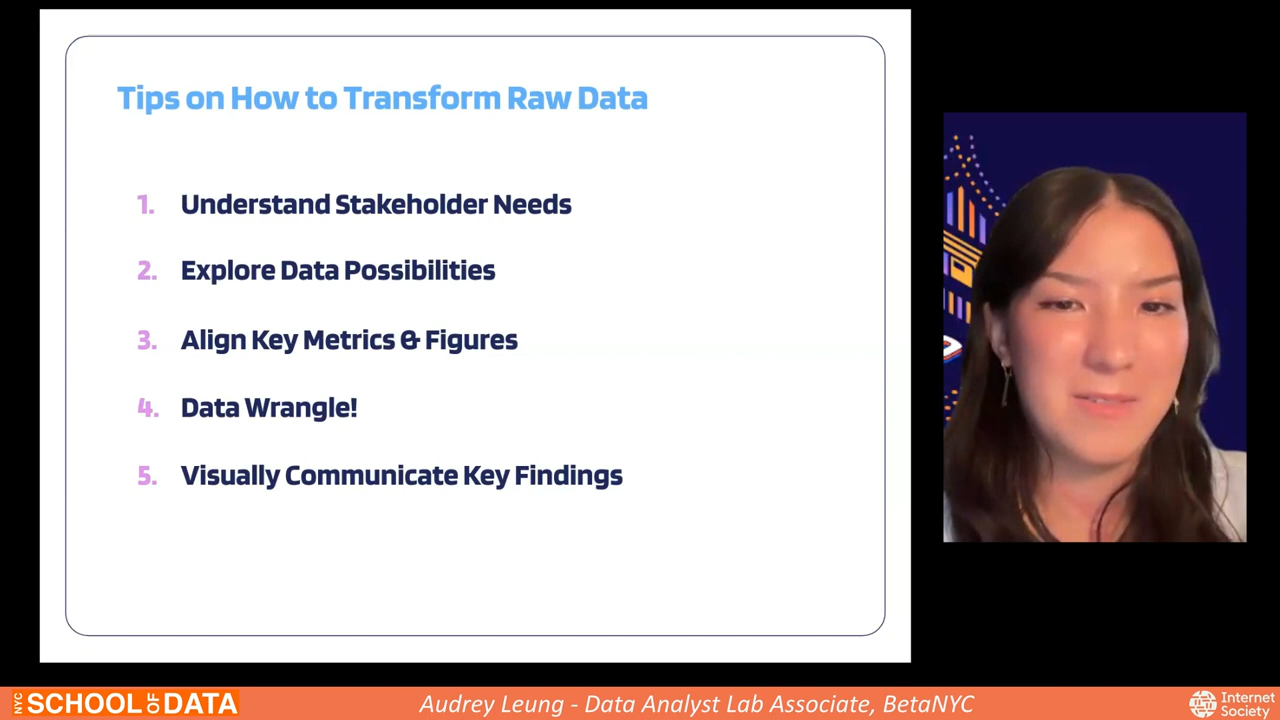 Tips on How to Transform Raw Data
1. Understand Stakeholder Needs
2. Explore Data Possibilities
3. Align Key Metrics & Figures
4. Data Wrangle!
5. Visually Communicate Key Findings
NYC SCHOOL OF DATA
Audrey Leung - Data Analyst Lab Associate, BetaNYC
Internet
Society